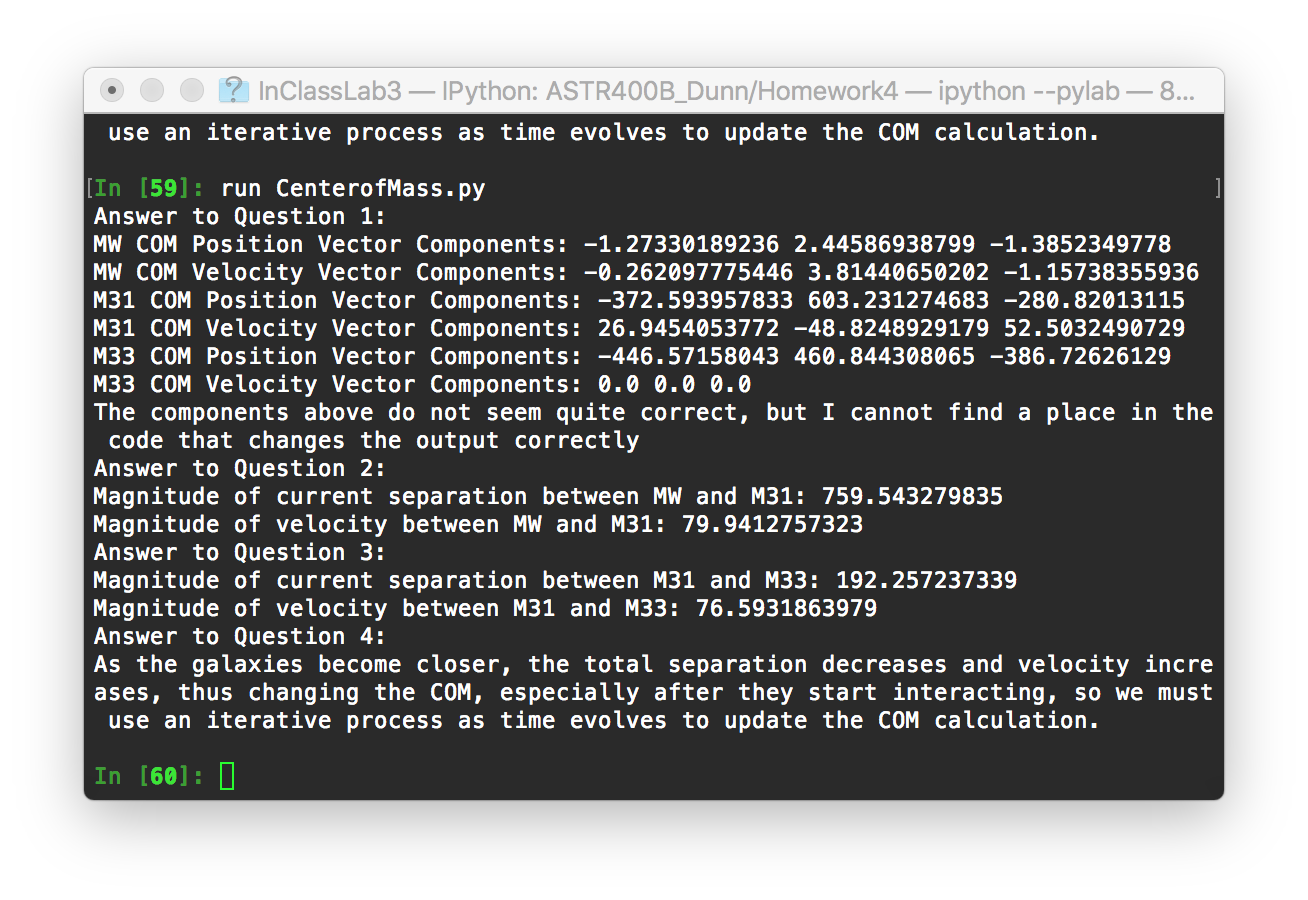 InClassLab3 — IPython: ASTR400B_Dunn/Homework4 — ipython --pylab — 8...
use an iterative process as time evolves to update the COM calculation.
[In [59]: run CenterofMass.py ]
Answer to Question 1:
MW COM Position Vector Components: -1.27330189236 2.44586938799 -1.3852349778
MW COM Velocity Vector Components: -0.262097775446 3.81440650202 -1.15738355936
M31 COM Position Vector Components: -372.593957833 603.231274683 -280.82013115
M31 COM Velocity Vector Components: 26.9454053772 -48.8248929179 52.5032490729
M33 COM Position Vector Components: -446.57158043 460.844308065 -386.72626129
M33 COM Velocity Vector Components: 0.0 0.0 0.0
The components above do not seem quite correct, but I cannot find a place in the
code that changes the output correctly
Answer to Question 2:
Magnitude of current separation between MW and M31: 759.543279835
Magnitude of velocity between MW and M31: 79.9412757323
Answer to Question 3:
Magnitude of current separation between M31 and M33: 192.257237339
Magnitude of velocity between M31 and M33: 76.5931863979
Answer to Question 4:
As the galaxies become closer, the total separation decreases and velocity incre
ases, thus changing the COM, especially after they start interacting, so we must
use an iterative process as time evolves to update the COM calculation.
In [60]: